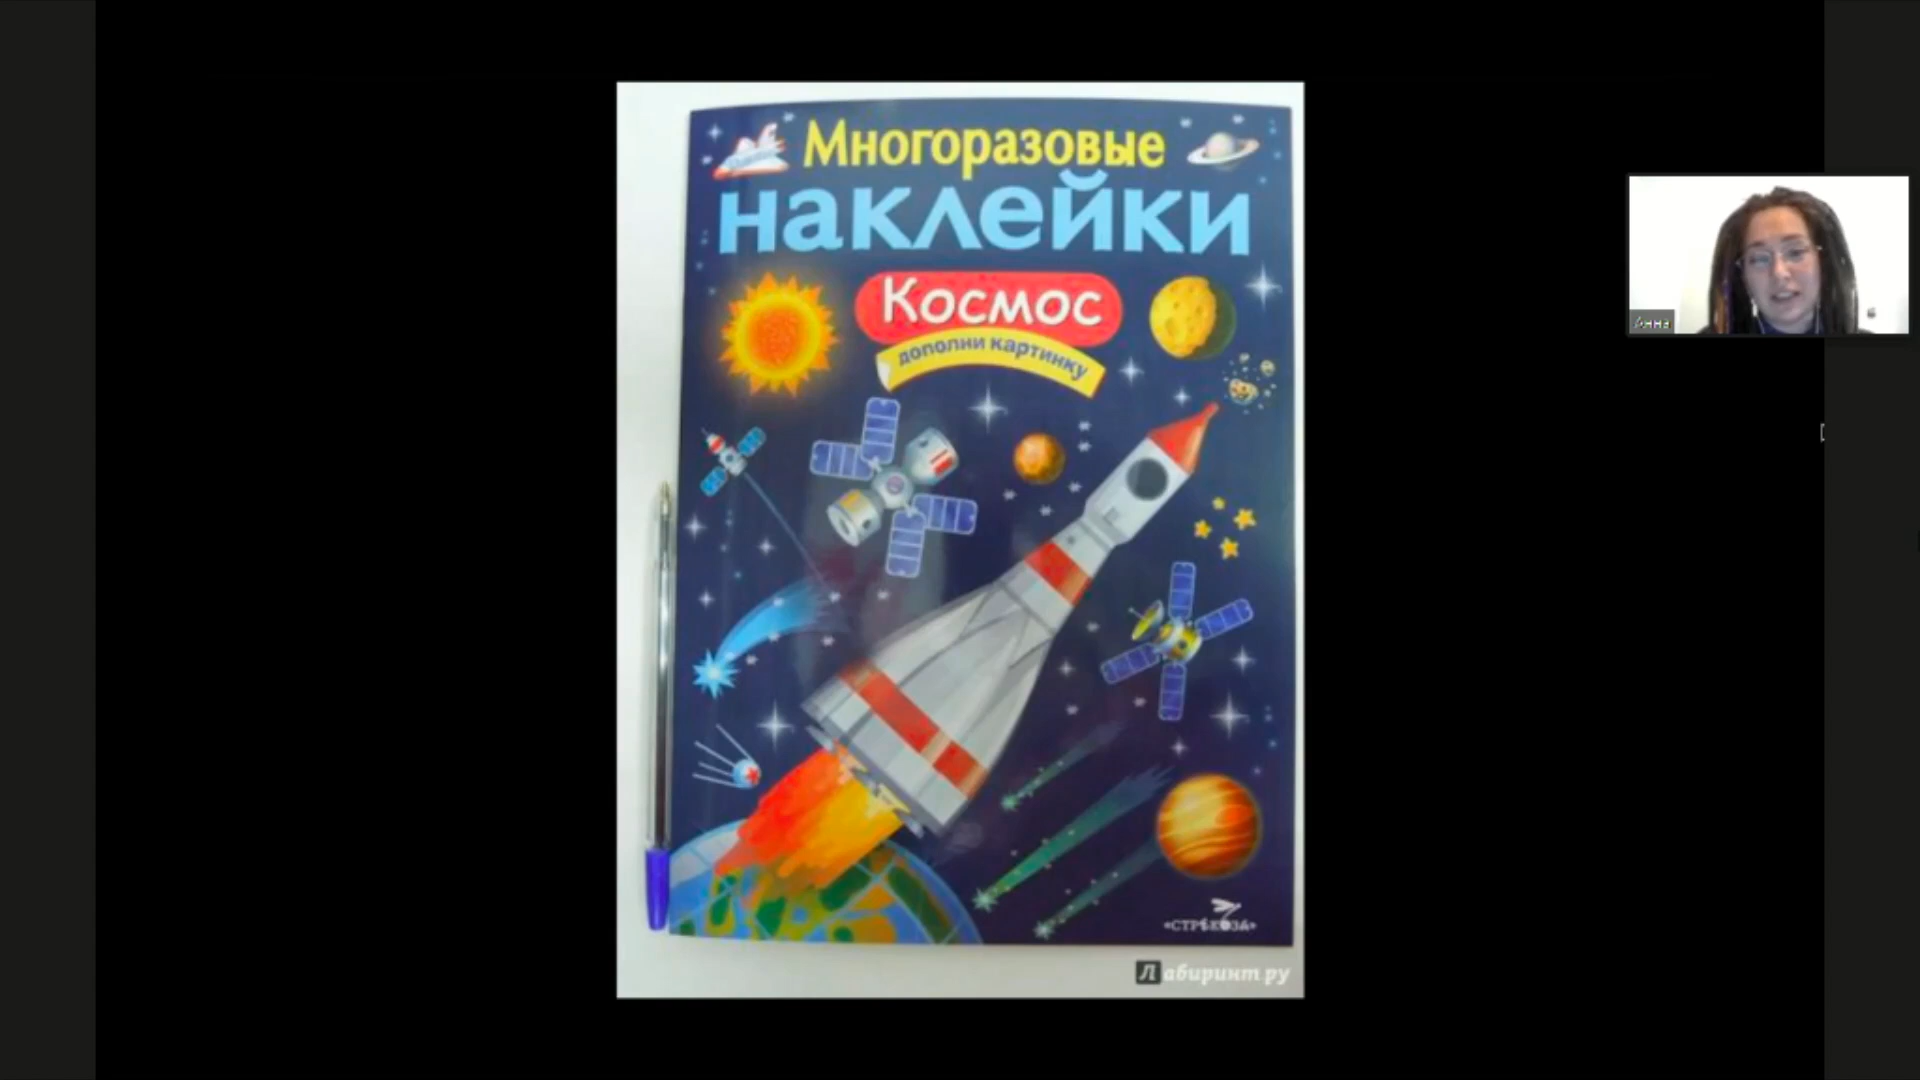 Многоразовые
наклейки
Космос
дополни картинку
«СТРЕКОЗА»
Лабиринт.ру
Анна